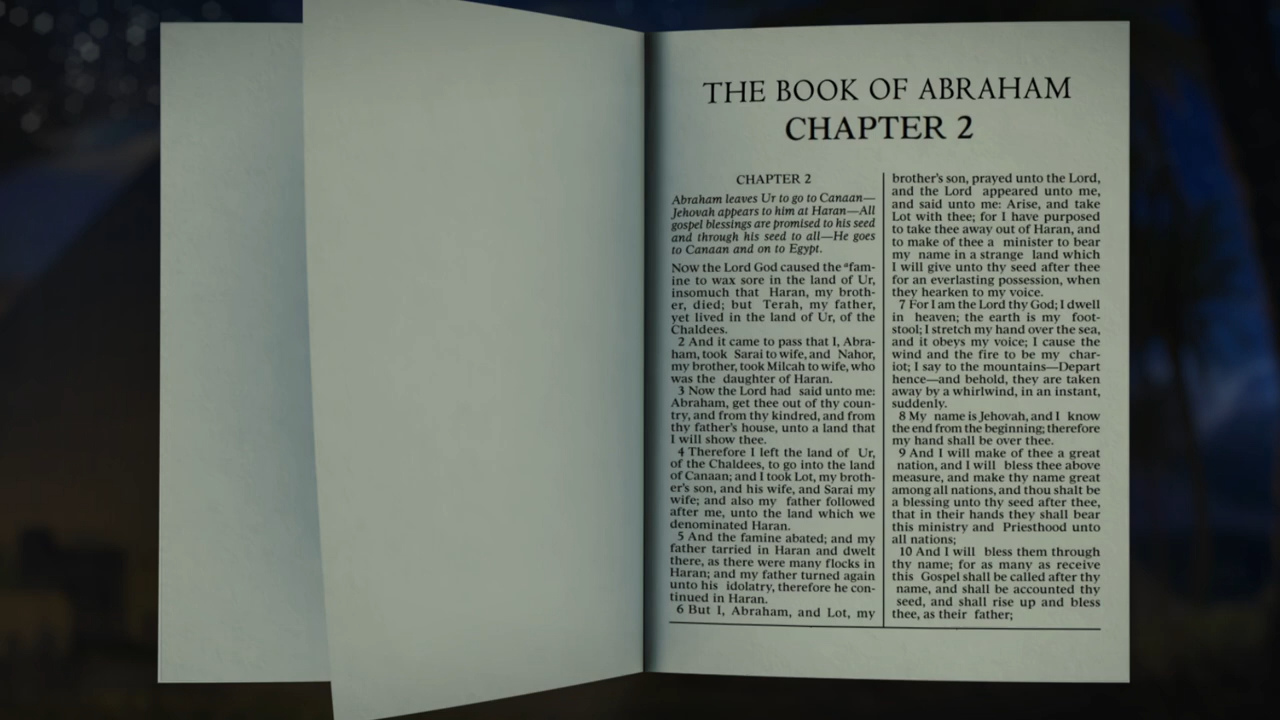 THE BOOK OF ABRAHAM
CHAPTER 2
CHAPTER 2
Abraham leaves Ur to go to Canaan—
Jehovah appears to him at Haran—All
gospel blessings are promised to his seed
and through his seed to all—He goes
to Canaan and on to Egypt.
Now the Lord God caused the ᵃfam-
ine to wax sore in the land of Ur,
insomuch that Haran, my broth-
er, died; but Terah, my father,
yet lived in the land of Ur, of the
Chaldees.
2 And it came to pass that I, Abra-
ham, took Sarai to wife, and Nahor,
my brother, took Milcah to wife, who
was the daughter of Haran.
3 Now the Lord had said unto me:
Abraham, get thee out of thy coun-
try, and from thy kindred, and from
thy father's house, unto a land that
I will show thee.
4 Therefore I left the land of Ur,
of the Chaldees, to go into the land
of Canaan; and I took Lot, my broth-
er's son, and his wife, and Sarai my
wife; and also my father followed
after me, unto the land which we
denominated Haran.
5 And the famine abated; and my
father tarried in Haran and dwelt
there, as there were many flocks in
Haran; and my father turned again
unto his idolatry, therefore he con-
tinued in Haran.
6 But I, Abraham, and Lot, my
brother's son, prayed unto the Lord,
and the Lord appeared unto me,
and said unto me: Arise, and take
Lot with thee; for I have purposed
to take thee away out of Haran, and
to make of thee a minister to bear
my name in a strange land which
I will give unto thy seed after thee
for an everlasting possession, when
they hearken to my voice.
7 For I am the Lord thy God; I dwell
in heaven; the earth is my foot-
stool; I stretch my hand over the sea,
and it obeys my voice; I cause the
wind and the fire to be my char-
iot; I say to the mountains—Depart
hence—and behold, they are taken
away by a whirlwind, in an instant,
suddenly.
8 My name is Jehovah, and I know
the end from the beginning; therefore
my hand shall be over thee.
9 And I will make of thee a great
nation, and I will bless thee above
measure, and make thy name great
among all nations, and thou shalt be
a blessing unto thy seed after thee,
that in their hands they shall bear
this ministry and Priesthood unto
all nations;
10 And I will bless them through
thy name; for as many as receive
this Gospel shall be called after thy
name, and shall be accounted thy
seed, and shall rise up and bless
thee, as their father;